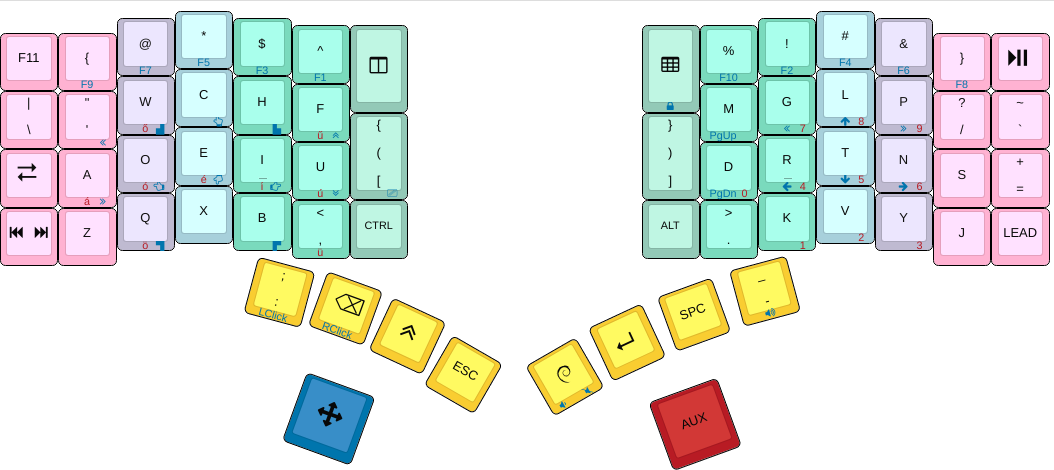 F11
{
F9
@
F7
*
F5
$
F3
^
F1
%
F10
!
F2
#
F4
&
F6
}
F8
|
\
"
'
W
ő
C
H
F
ű
{
(
[
}
)
]
M
PgUp
G
7
L
8
P
9
?
/
~
`
A
á
O
ó
E
é
I
í
U
ú
D
PgDn 0
R
4
T
5
N
6
S
+
=
Z
Q
ö
X
B
<
,
ü
CTRL
ALT
>
.
K
1
V
2
Y
3
J
LEAD
;
:
LClick
RClick
ESC
SPC
_
-
AUX